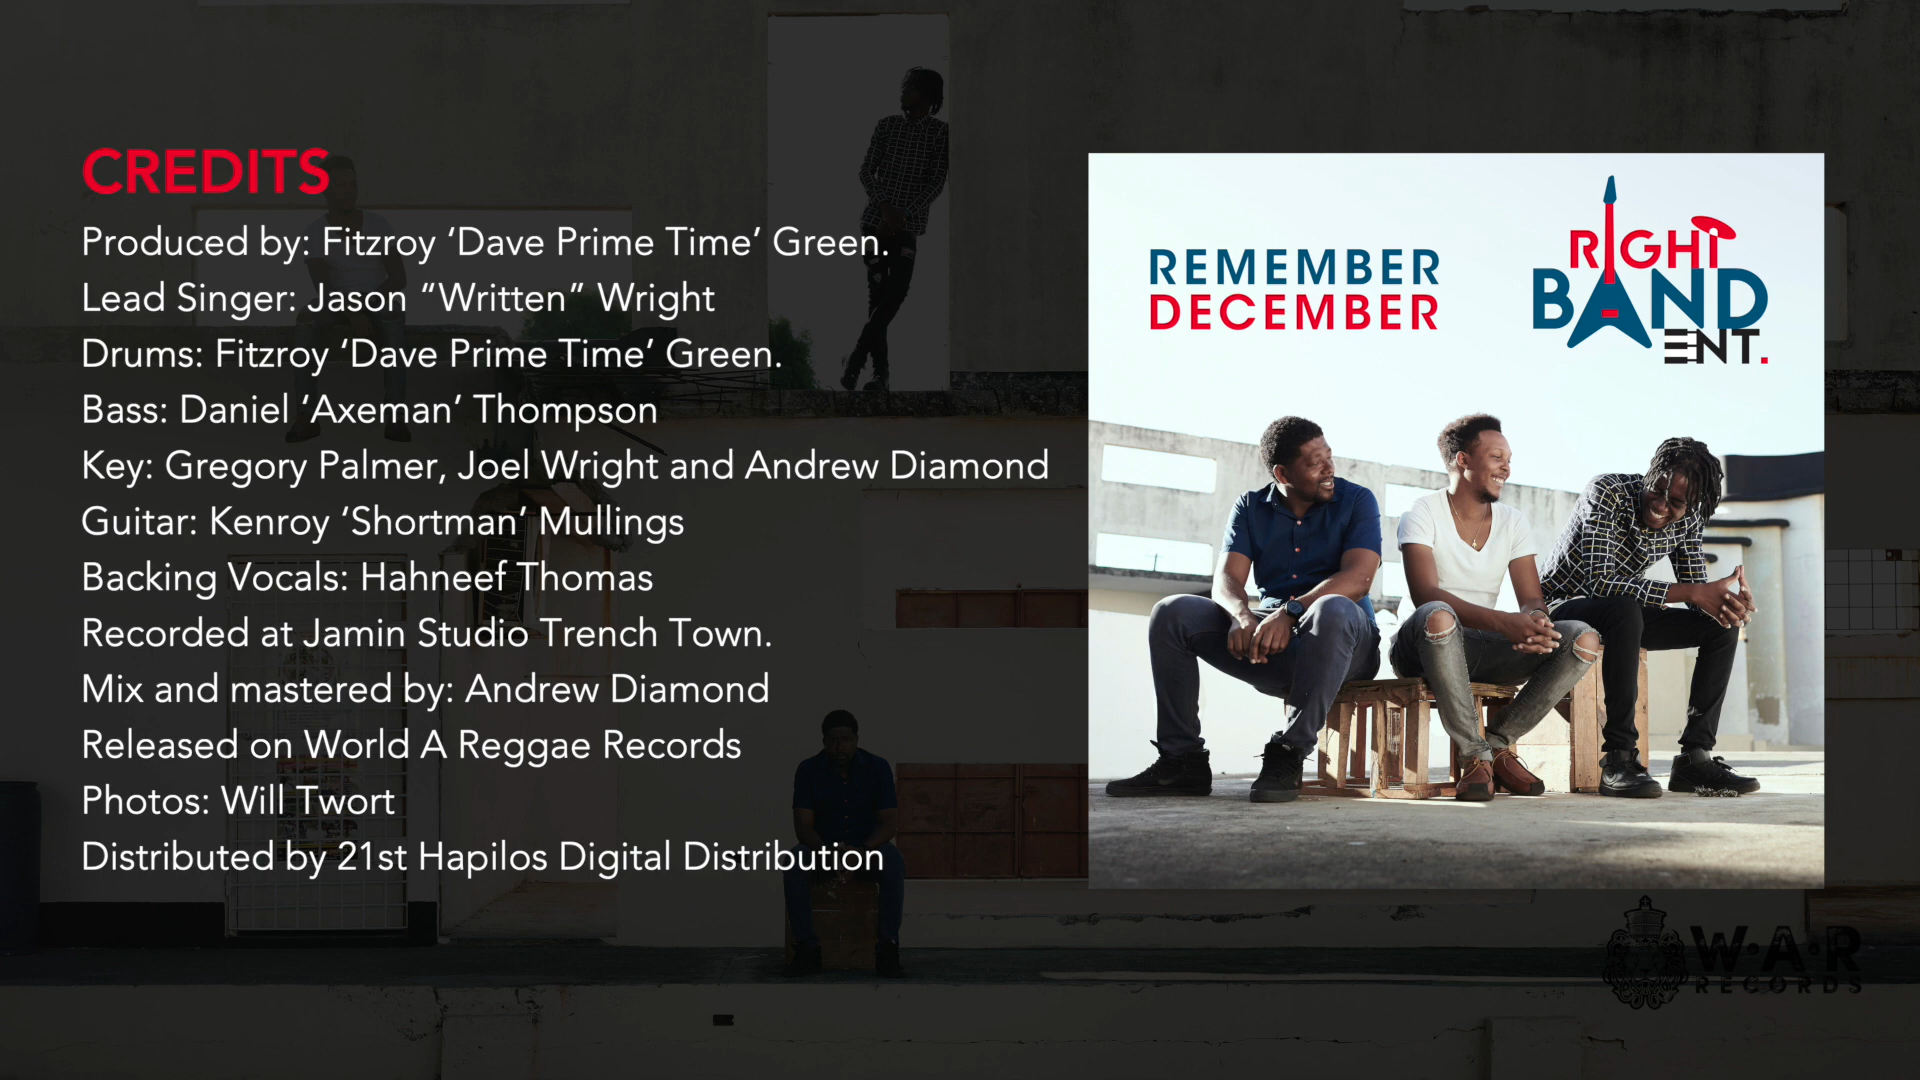 CREDITS
Produced by: Fitzroy ‘Dave Prime Time’ Green.
Lead Singer: Jason “Written” Wright
Drums: Fitzroy ‘Dave Prime Time’ Green.
Bass: Daniel ‘Axeman’ Thompson
Key: Gregory Palmer, Joel Wright and Andrew Diamond
Guitar: Kenroy ‘Shortman’ Mullings
Backing Vocals: Hahneef Thomas
Recorded at Jamin Studio Trench Town.
Mix and mastered by: Andrew Diamond
Released on World A Reggae Records
Photos: Will Twort
Distributed by 21st Hapilos Digital Distribution
REMEMBER
DECEMBER
RIGHT
BAND
ENT.
W·A·R
RECORDS